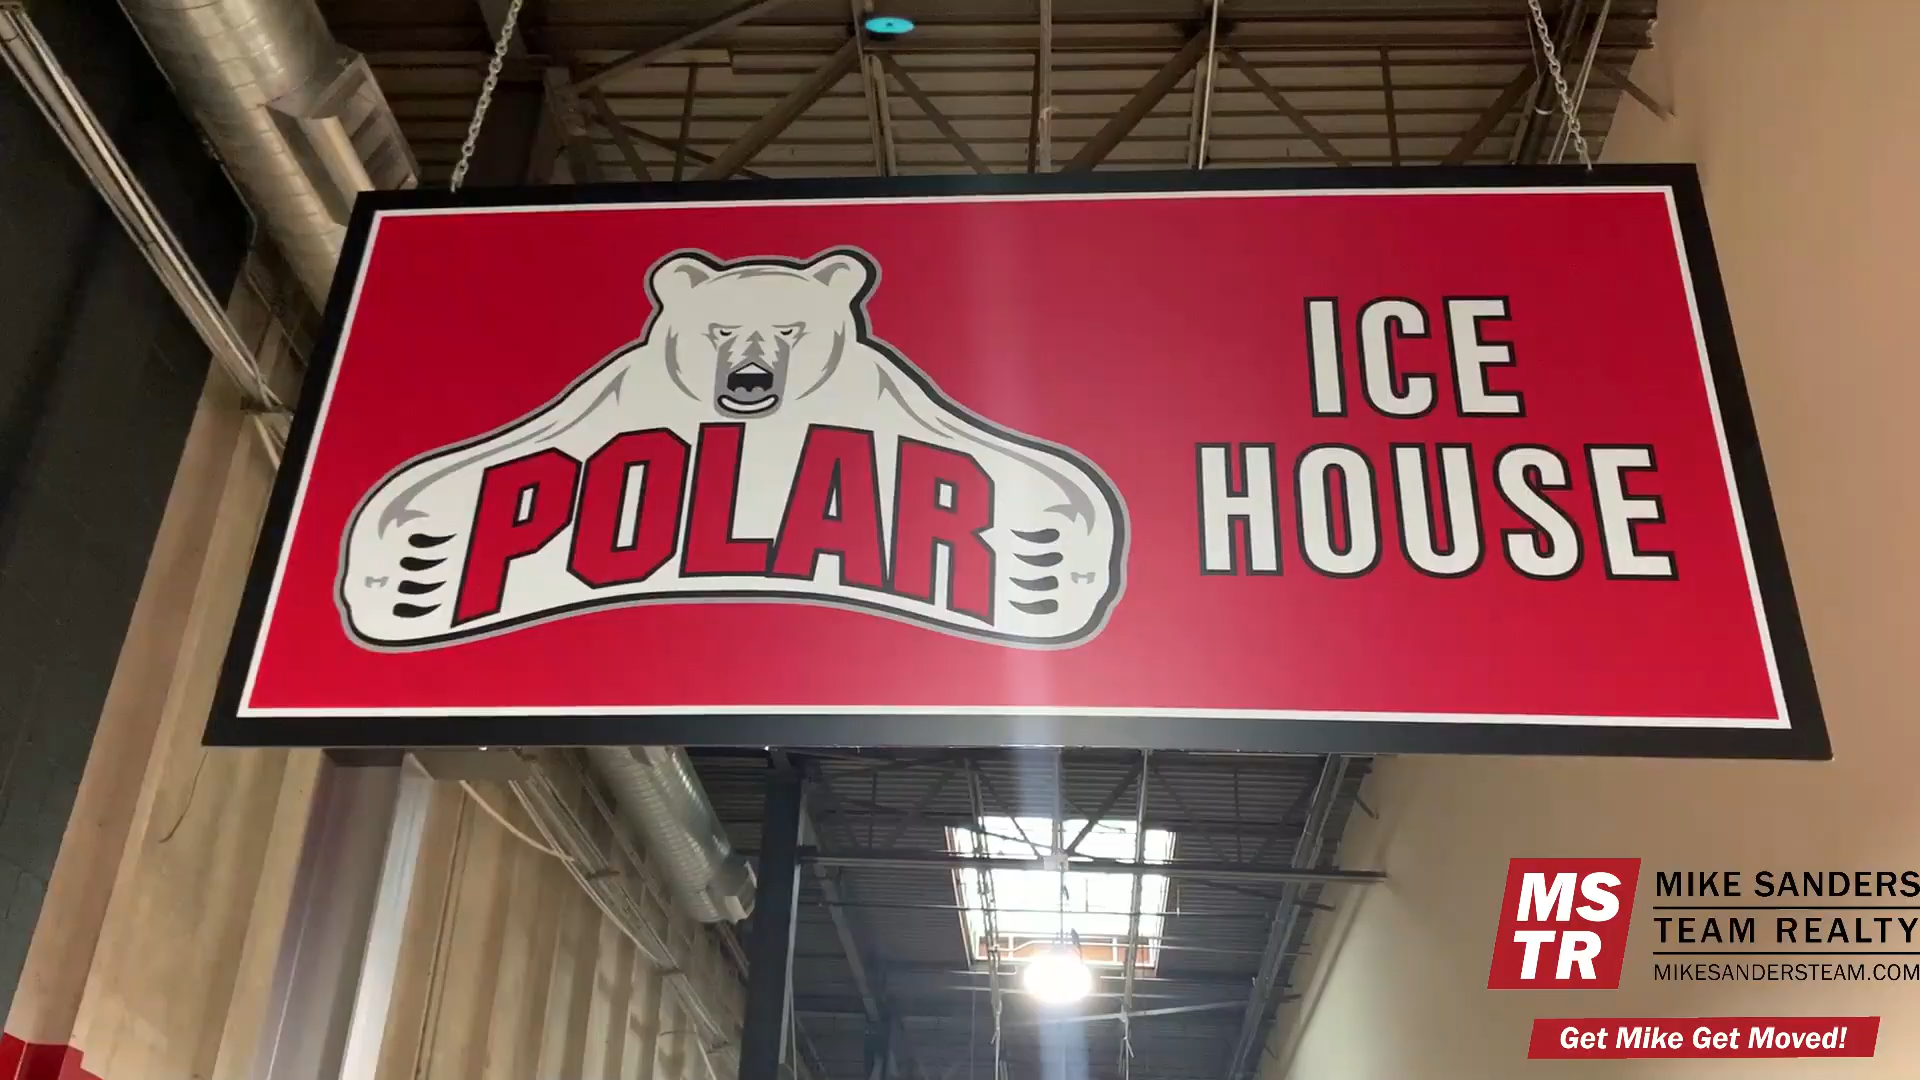 POLAR
ICE
HOUSE
MS
TR
MIKE SANDERS
TEAM REALTY
MIKESANDERSTEAM.COM
Get Mike Get Moved!